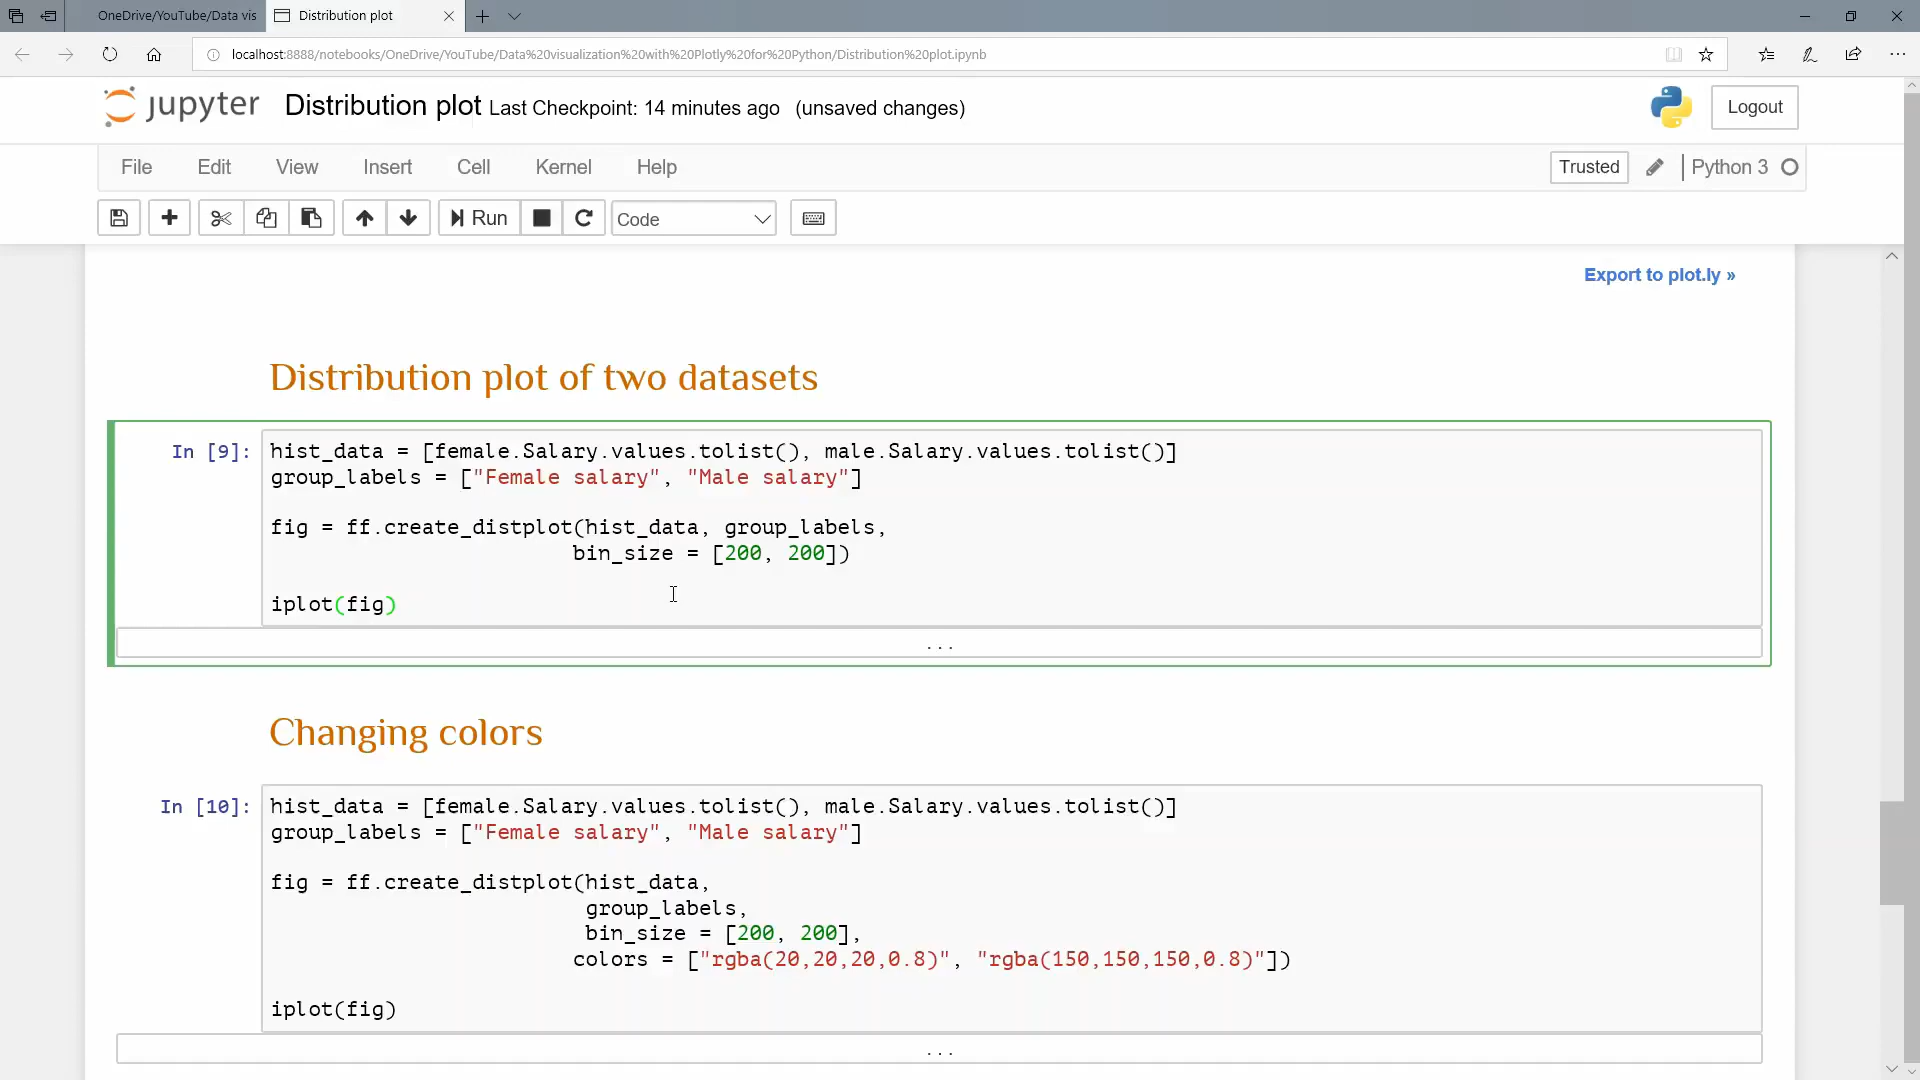 OneDrive/YouTube/Data vis
Distribution plot
localhost:8888/notebooks/OneDrive/YouTube/Data%20visualization%20with%20Plotly%20for%20Python/Distribution%20plot.ipynb
jupyter Distribution plot Last Checkpoint: 14 minutes ago (unsaved changes)
Logout
File Edit View Insert Cell Kernel Help
Trusted
Python 3
Run
Code
Export to plot.ly »
Distribution plot of two datasets
In [9]:
hist_data = [female.Salary.values.tolist(), male.Salary.values.tolist()]
group_labels = ["Female salary", "Male salary"]
fig = ff.create_distplot(hist_data, group_labels,
bin_size = [200, 200])
iplot(fig)
...
Changing colors
In [10]:
hist_data = [female.Salary.values.tolist(), male.Salary.values.tolist()]
group_labels = ["Female salary", "Male salary"]
fig = ff.create_distplot(hist_data,
group_labels,
bin_size = [200, 200],
colors = ["rgba(20,20,20,0.8)", "rgba(150,150,150,0.8)"])
iplot(fig)
...